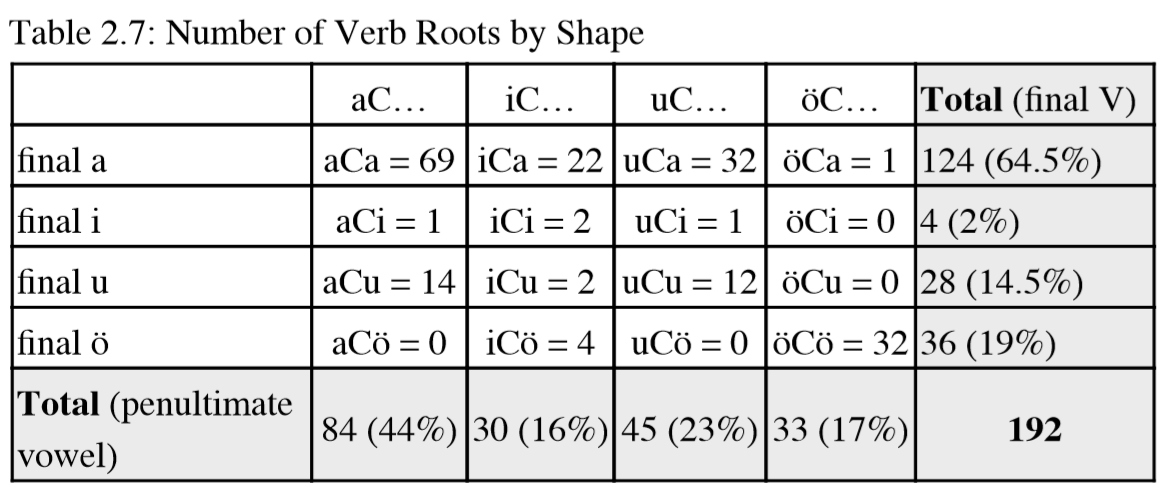 Table 2.7: Number of Verb Roots by Shape
aC… iC… uC… öC… Total (final V)
final a aCa = 69 iCa = 22 uCa = 32 öCa = 1 124 (64.5%)
final i aCi = 1 iCi = 2 uCi = 1 öCi = 0 4 (2%)
final u aCu = 14 iCu = 2 uCu = 12 öCu = 0 28 (14.5%)
final ö aCö = 0 iCö = 4 uCö = 0 öCö = 32 36 (19%)
Total (penultimate
vowel) 84 (44%) 30 (16%) 45 (23%) 33 (17%) 192